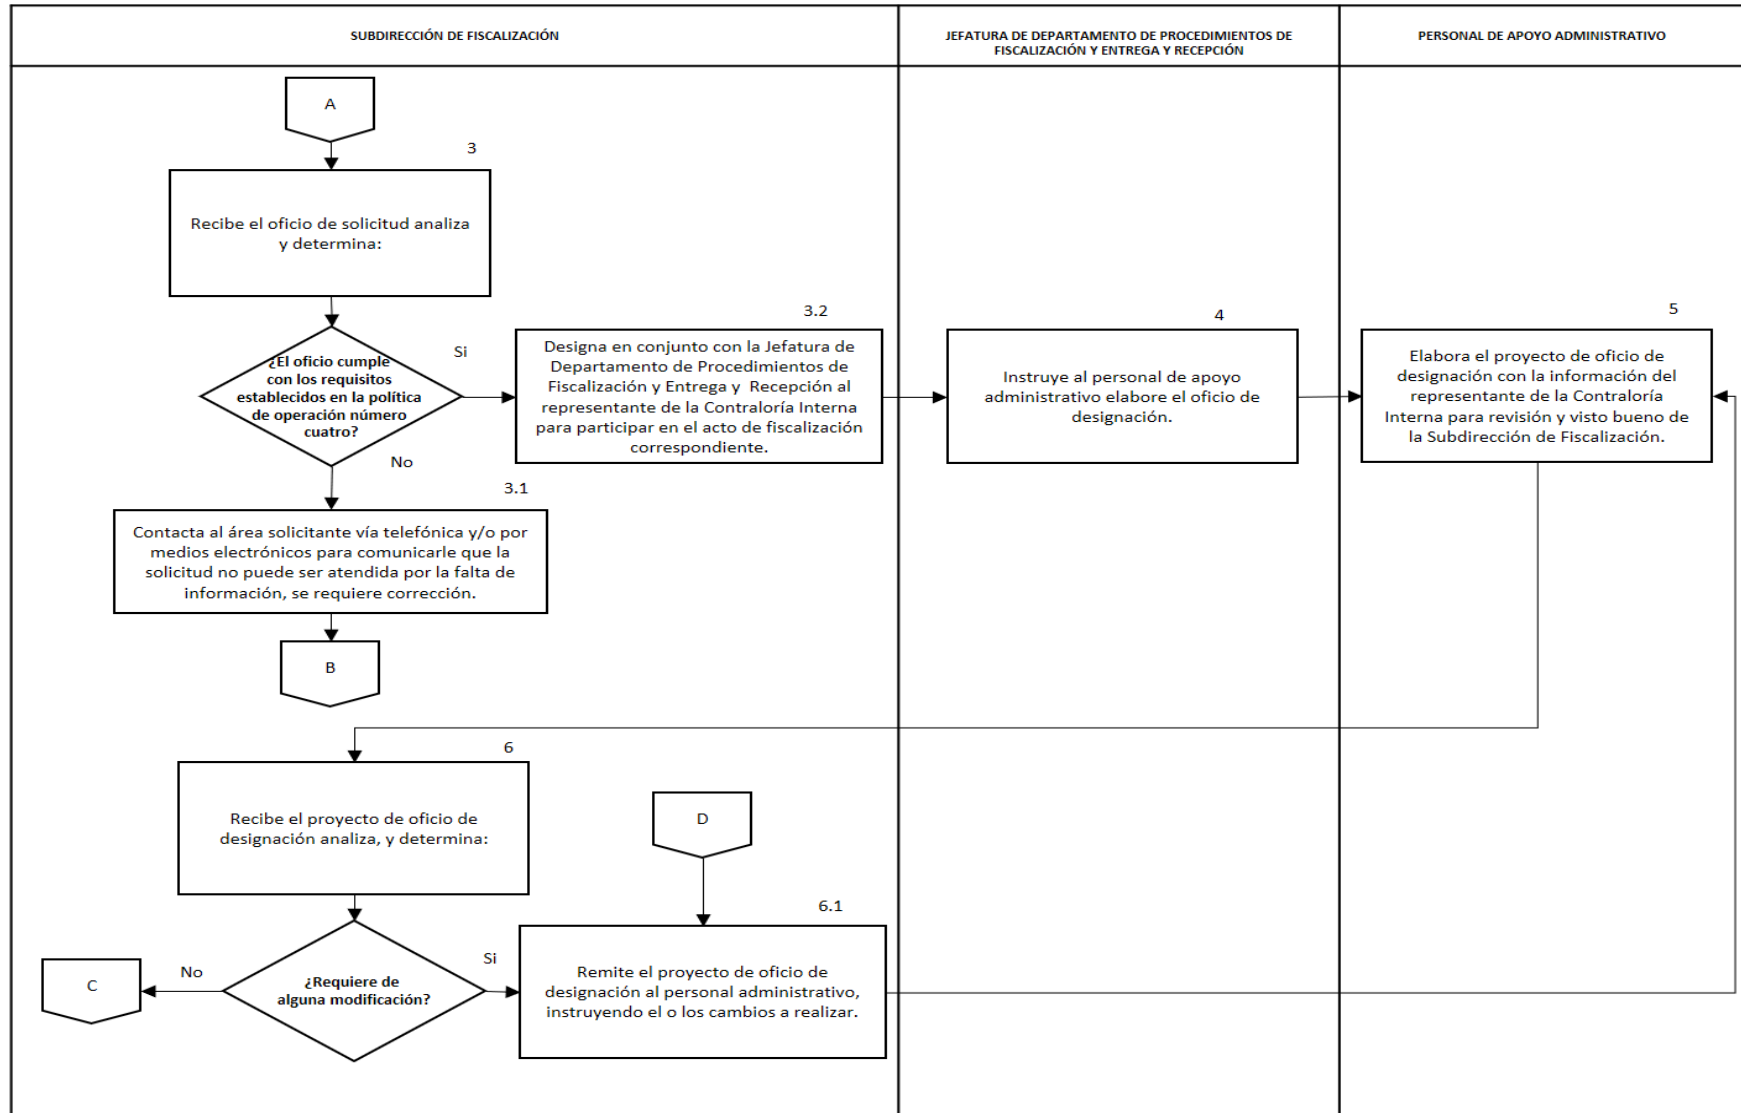 SUBDIRECCIÓN DE FISCALIZACIÓN
JEFATURA DE DEPARTAMENTO DE PROCEDIMIENTOS DE
FISCALIZACIÓN Y ENTREGA Y RECEPCIÓN
PERSONAL DE APOYO ADMINISTRATIVO
A
3
Recibe el oficio de solicitud analiza
y determina:
¿El oficio cumple
con los requisitos
establecidos en la política
de operación número
cuatro?
Si
No
3.2
Designa en conjunto con la Jefatura de
Departamento de Procedimientos de
Fiscalización y Entrega y Recepción al
representante de la Contraloría Interna
para participar en el acto de fiscalización
correspondiente.
4
Instruye al personal de apoyo
administrativo elabore el oficio de
designación.
5
Elabora el proyecto de oficio de
designación con la información del
representante de la Contraloría
Interna para revisión y visto bueno de
la Subdirección de Fiscalización.
3.1
Contacta al área solicitante vía telefónica y/o por
medios electrónicos para comunicarle que la
solicitud no puede ser atendida por la falta de
información, se requiere corrección.
B
6
Recibe el proyecto de oficio de
designación analiza, y determina:
D
¿Requiere de
alguna modificación?
No
C
Si
6.1
Remite el proyecto de oficio de
designación al personal administrativo,
instruyendo el o los cambios a realizar.